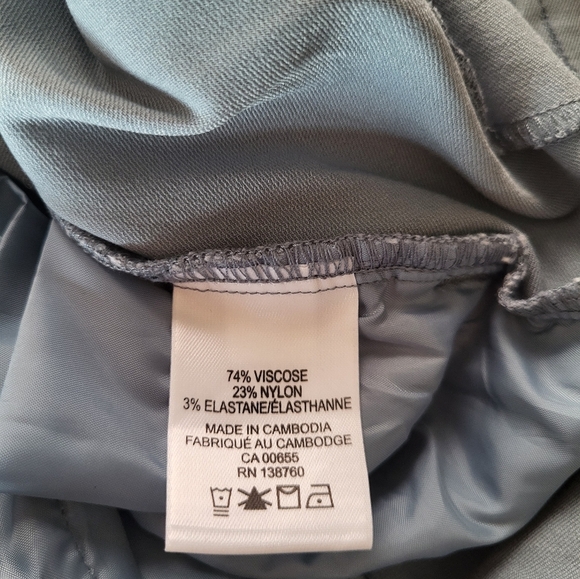 74% VISCOSE
23% NYLON
3% ELASTANE/ÉLASTHANNE
MADE IN CAMBODIA
FABRIQUÉ AU CAMBODGE
CA 00655
RN 138760